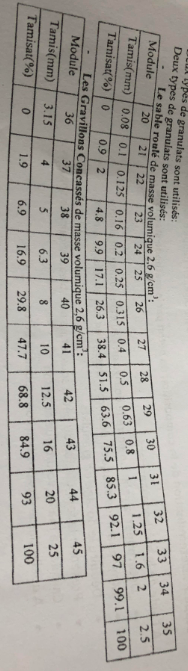 types de granulats sont utilisés:
Deux types de granulats sont utilisés:
- Le sable roulé de masse volumique 2,6 g/cm³:
Module 20 21 22 23 24 25 26 27 28 29 30 31 32 33 34 35
Tamis(mm) 0.08 0.1 0.125 0.16 0.2 0.25 0.315 0.4 0.5 0.63 0.8 1 1.25 1.6 2 2.5
Tamisat(%) 0 0.9 2 4.8 9.9 17.1 26.3 38.4 51.5 63.6 75.5 85.3 92.1 97 99.1 100
- Les Gravillons Concassés de masse volumique 2,6 g/cm³:
Module 36 37 38 39 40 41 42 43 44 45
Tamis(mm) 3.15 4 5 6.3 8 10 12.5 16 20 25
Tamisat(%) 0 1.9 6.9 16.9 29.8 47.7 68.8 84.9 93 100